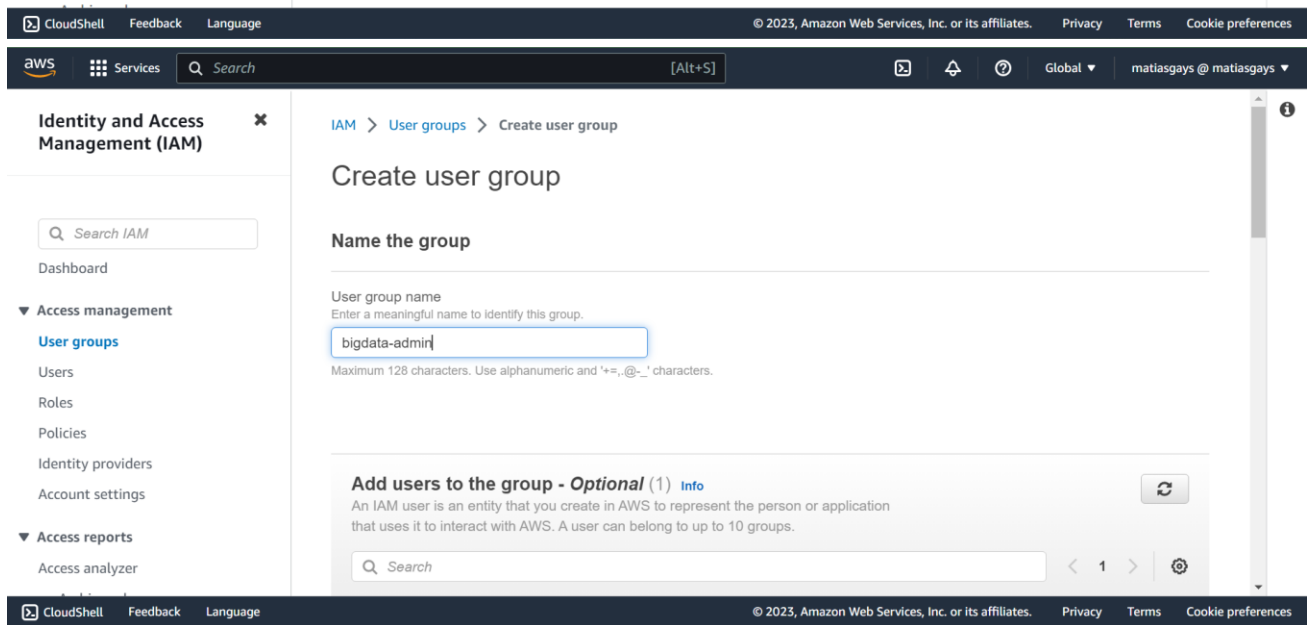 CloudShell Feedback Language © 2023, Amazon Web Services, Inc. or its affiliates. Privacy Terms Cookie preferences
aws Services Search [Alt+S] Global matiasgays @ matiasgays
Identity and Access
Management (IAM)
Search IAM
Dashboard
Access management
User groups
Users
Roles
Policies
Identity providers
Account settings
Access reports
Access analyzer
IAM > User groups > Create user group
Create user group
Name the group
User group name
Enter a meaningful name to identify this group.
bigdata-admin
Maximum 128 characters. Use alphanumeric and '+=,.@-_' characters.
Add users to the group - Optional (1) Info
An IAM user is an entity that you create in AWS to represent the person or application
that uses it to interact with AWS. A user can belong to up to 10 groups.
Search < 1 >
CloudShell Feedback Language © 2023, Amazon Web Services, Inc. or its affiliates. Privacy Terms Cookie preferences